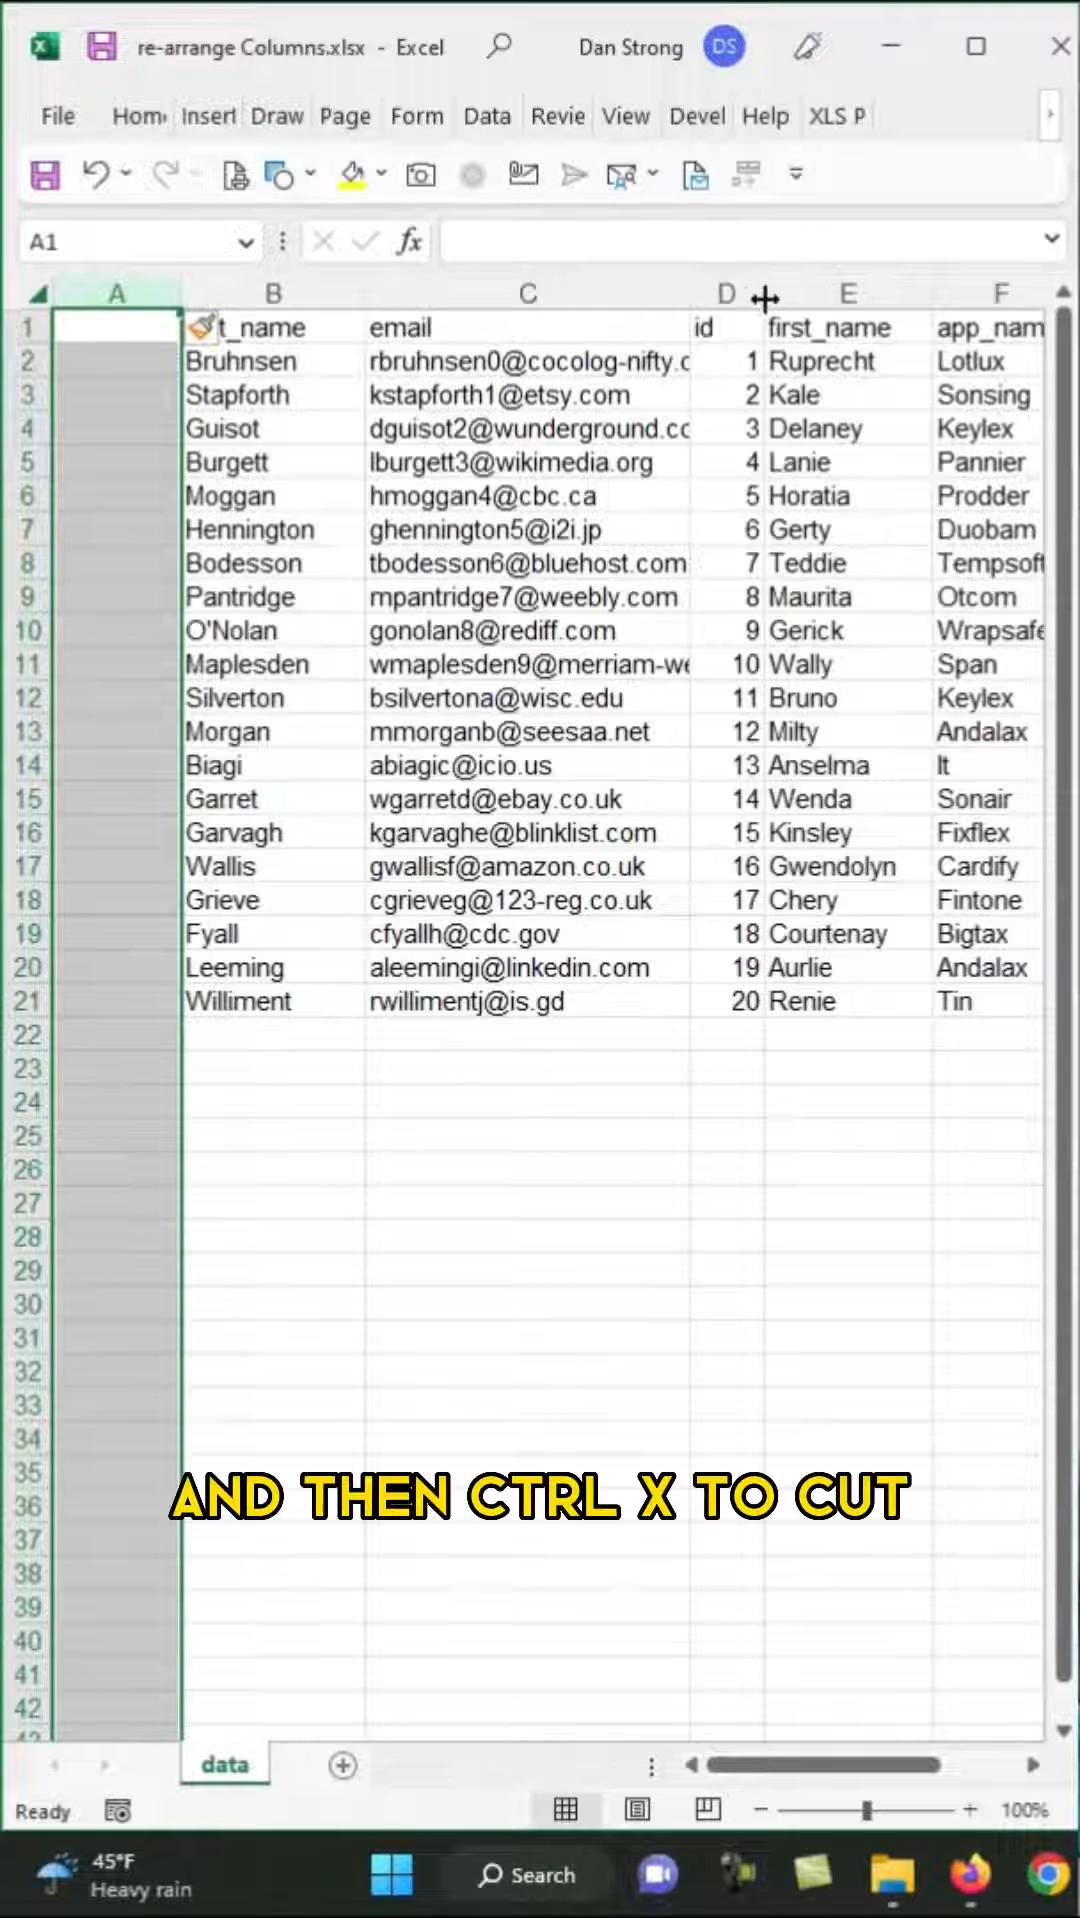 re-arrange Columns.xlsx - Excel Dan Strong DS
File Hom Insert Draw Page Form Data Revie View Devel Help XLS P
A1 fx
A B C D E F
1 t_name email id first_name app_nam
2 Bruhnsen rbruhnsen0@cocolog-nifty.c 1 Ruprecht Lotlux
3 Stapforth kstapforth1@etsy.com 2 Kale Sonsing
4 Guisot dguisot2@wunderground.cc 3 Delaney Keylex
5 Burgett lburgett3@wikimedia.org 4 Lanie Pannier
6 Moggan hmoggan4@cbc.ca 5 Horatia Prodder
7 Hennington ghennington5@i2i.jp 6 Gerty Duobam
8 Bodesson tbodesson6@bluehost.com 7 Teddie Tempsoft
9 Pantridge mpantridge7@weebly.com 8 Maurita Otcom
10 O'Nolan gonolan8@rediff.com 9 Gerick Wrapsafe
11 Maplesden wmaplesden9@merriam-we 10 Wally Span
12 Silverton bsilvertona@wisc.edu 11 Bruno Keylex
13 Morgan mmorganb@seesaa.net 12 Milty Andalax
14 Biagi abiagic@icio.us 13 Anselma It
15 Garret wgarretd@ebay.co.uk 14 Wenda Sonair
16 Garvagh kgarvaghe@blinklist.com 15 Kinsley Fixflex
17 Wallis gwallisf@amazon.co.uk 16 Gwendolyn Cardify
18 Grieve cgrieveg@123-reg.co.uk 17 Chery Fintone
19 Fyall cfyallh@cdc.gov 18 Courtenay Bigtax
20 Leeming aleemingi@linkedin.com 19 Aurlie Andalax
21 Williment rwillimentj@is.gd 20 Renie Tin
22
23
24
25
26
27
28
29
30
31
32
33
34
35
36
AND THEN CTRL X TO CUT
37
38
39
40
41
42
data
Ready 100%
45°F
Heavy rain
Search